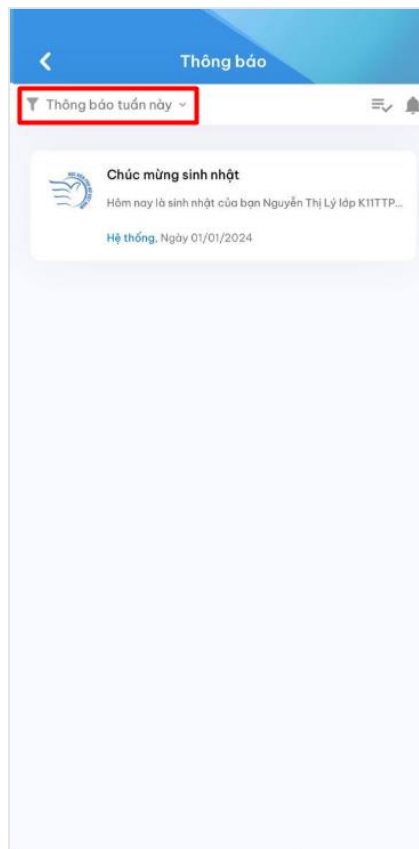 Thông báo
Thông báo tuần này
Chúc mừng sinh nhật
Hôm nay là sinh nhật của bạn Nguyễn Thị Lý lớp K11TTP...
Hệ thống, Ngày 01/01/2024